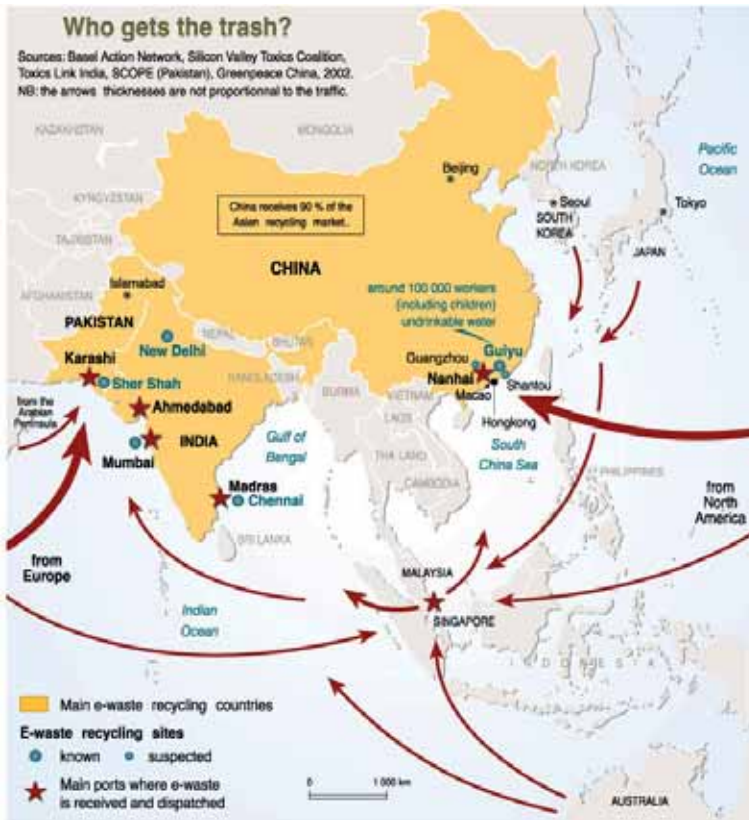 Who gets the trash?
Sources: Basel Action Network, Silicon Valley Toxics Coalition,
Toxics Link India, SCOPE (Pakistan), Greenpeace China, 2002.
NB: the arrows thicknesses are not proportionnal to the traffic.
KAZAKHSTAN
MONGOLIA
Pacific
Ocean
Beijing
NORTH KOREA
KYRGYZSTAN
China receives 90 % of the
Asian recycling market..
Seoul
SOUTH
KOREA
Tokyo
JAPAN
TAJIKISTAN
CHINA
AFGHANISTAN
Islamabad
around 100 000 workers
(including children)
undrinkable water
PAKISTAN
New Delhi
NEPAL
BHUTAN
Karashi
Sher Shah
BANGLADESH
Guangzhou
Guiyu
Nanhai
Shantou
Macao
Hongkong
from
the Arabian
Peninsula
Ahmedabad
INDIA
Mumbai
BURMA
VIETNAM
LAOS
Gulf of
Bengal
THAILAND
South
China Sea
CAMBODIA
PHILIPPINES
Madras
Chennai
SRI LANKA
from
North
America
from
Europe
MALAYSIA
SINGAPORE
Indian
Ocean
INDONESIA
Main e-waste recycling countries
E-waste recycling sites
known
suspected
Main ports where e-waste
is received and dispatched
0
1 000 km
AUSTRALIA